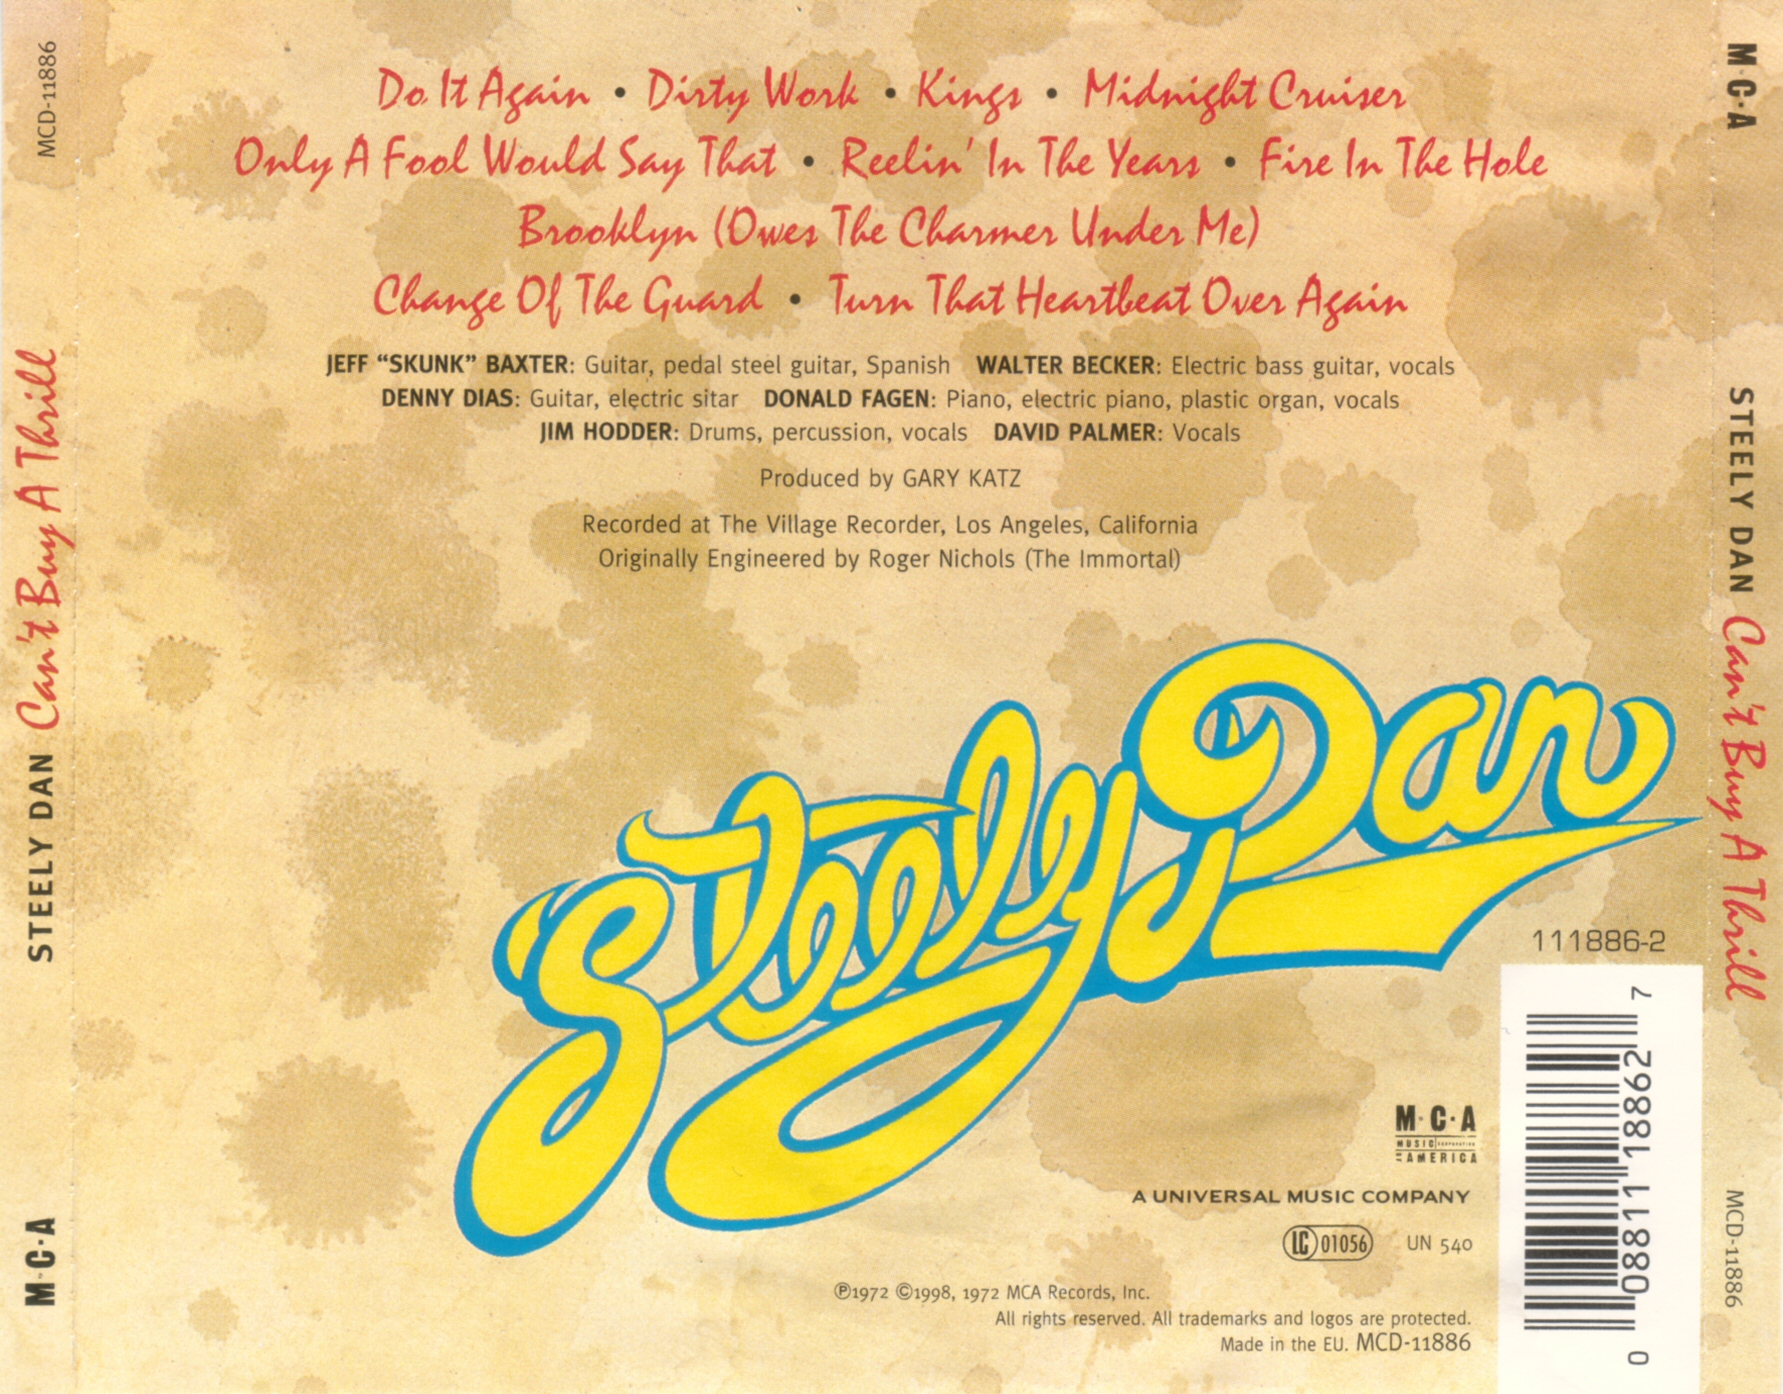 Do It Again • Dirty Work • Kings • Midnight Cruiser
Only A Fool Would Say That • Reelin' In The Years • Fire In The Hole
Brooklyn (Owes The Charmer Under Me)
Change Of The Guard • Turn That Heartbeat Over Again
JEFF “SKUNK” BAXTER: Guitar, pedal steel guitar, Spanish WALTER BECKER: Electric bass guitar, vocals
DENNY DIAS: Guitar, electric sitar DONALD FAGEN: Piano, electric piano, plastic organ, vocals
JIM HODDER: Drums, percussion, vocals DAVID PALMER: Vocals
Produced by GARY KATZ
Recorded at The Village Recorder, Los Angeles, California
Originally Engineered by Roger Nichols (The Immortal)
Steely Dan
111886-2
0 08811 18862 7
M·C·A
MUSIC CORPORATION
OF AMERICA
A UNIVERSAL MUSIC COMPANY
LC 01056 UN 540
℗1972 ©1998, 1972 MCA Records, Inc.
All rights reserved. All trademarks and logos are protected.
Made in the EU. MCD-11886
M·C·A STEELY DAN Can't Buy A Thrill MCD-11886
M·C·A STEELY DAN Can't Buy A Thrill MCD-11886